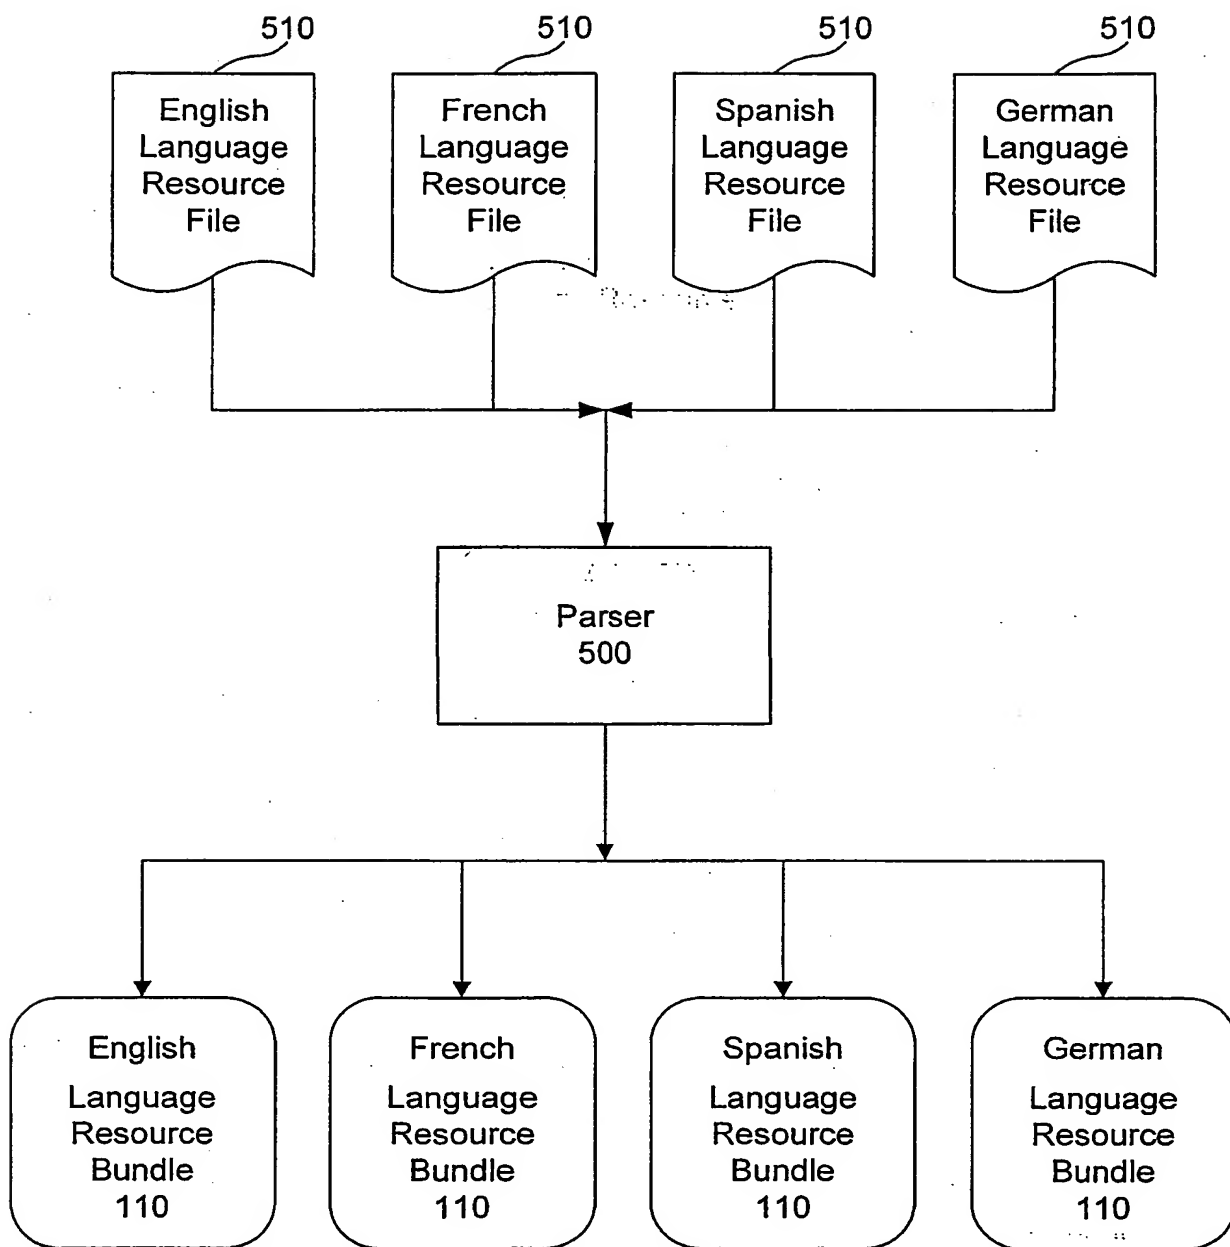 510 510 510 510
English
Language
Resource
File
French
Language
Resource
File
Spanish
Language
Resource
File
German
Language
Resource
File
Parser
500
English
Language
Resource
Bundle
110
French
Language
Resource
Bundle
110
Spanish
Language
Resource
Bundle
110
German
Language
Resource
Bundle
110